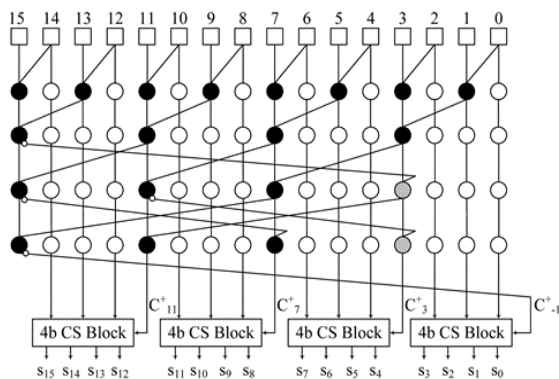 15 14 13 12 11 10 9 8 7 6 5 4 3 2 1 0
C⁺₁₁ C⁺₇ C⁺₃ C⁺₋₁
4b CS Block 4b CS Block 4b CS Block 4b CS Block
s₁₅ s₁₄ s₁₃ s₁₂ s₁₁ s₁₀ s₉ s₈ s₇ s₆ s₅ s₄ s₃ s₂ s₁ s₀